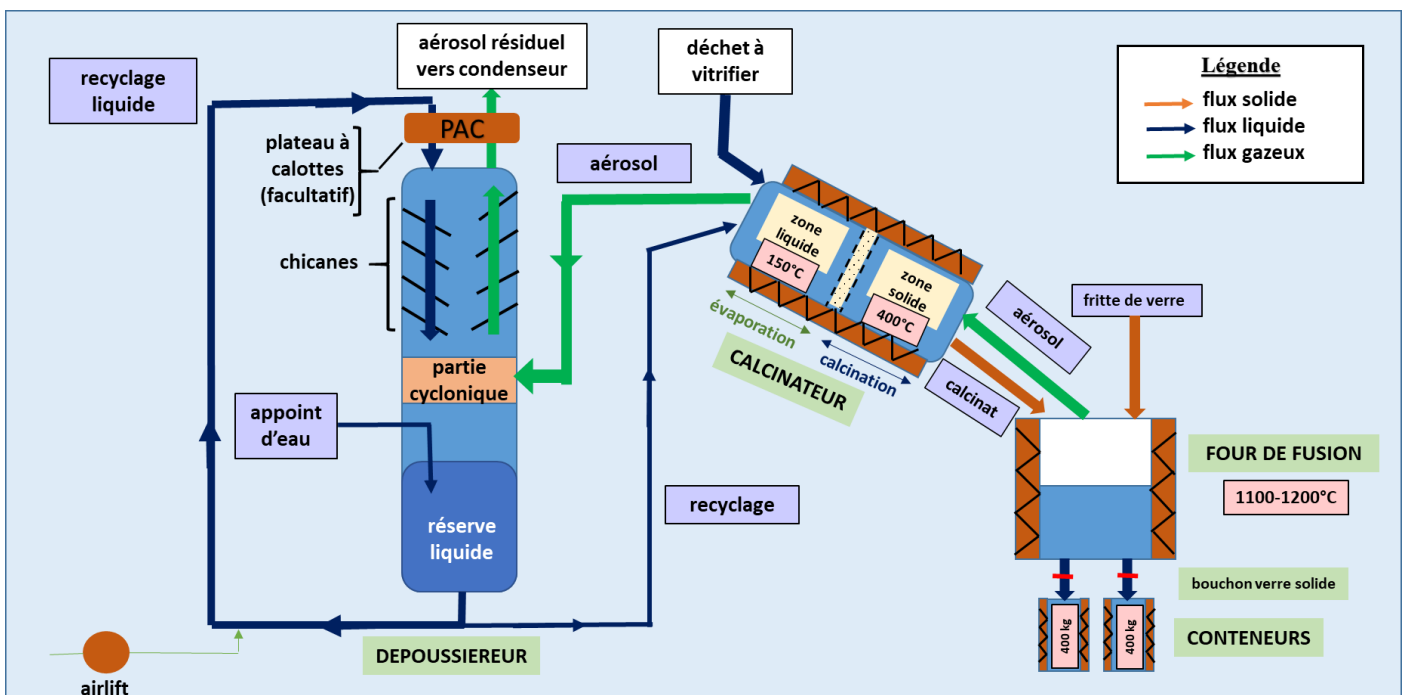 aérosol résiduel
vers condenseur
déchet à
vitrifier
Légende
flux solide
flux liquide
flux gazeux
recyclage
liquide
PAC
plateau à
calottes
(facultatif)
aérosol
chicanes
zone
liquide
150°C
zone
solide
400°C
évaporation
calcination
CALCINATEUR
aérosol
fritte de verre
calcinat
partie
cyclonique
appoint
d'eau
FOUR DE FUSION
1100-1200°C
recyclage
réserve
liquide
bouchon verre solide
400 kg
400 kg
CONTENEURS
DEPOUSSIEREUR
airlift